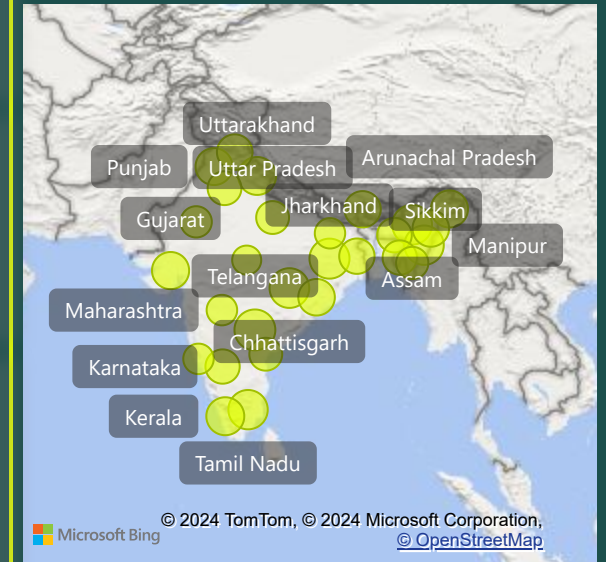 Uttarakhand
Arunachal Pradesh
Punjab
Uttar Pradesh
Jharkhand
Sikkim
Gujarat
Manipur
Telangana
Assam
Maharashtra
Chhattisgarh
Karnataka
Kerala
Tamil Nadu
© 2024 TomTom, © 2024 Microsoft Corporation,
Microsoft Bing
© OpenStreetMap